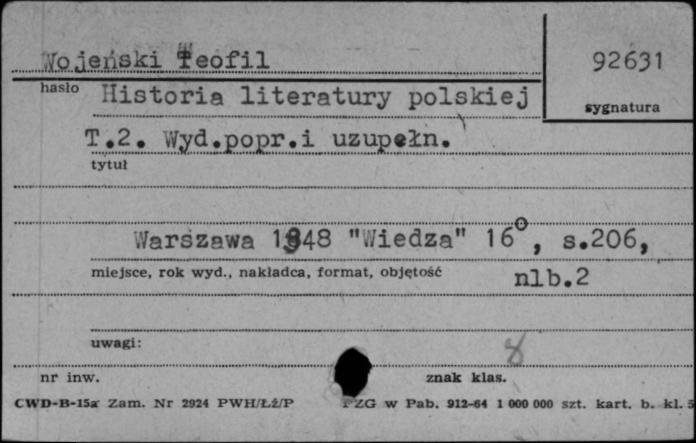 Wojeński Teofil
92631
hasło
Historia literatury polskiej
sygnatura
T.2. Wyd.popr.i uzupełn.
tytuł
Warszawa 1948 "Wiedza" 16°, s.206,
miejsce, rok wyd., nakładca, format, objętość
nlb.2
uwagi:
8
nr inw.
znak klas.
CWD-B-15a Zam. Nr 2924 PWH/Łż/P
PZG w Pab. 912-64 1 000 000 szt. kart. b. kl. 5